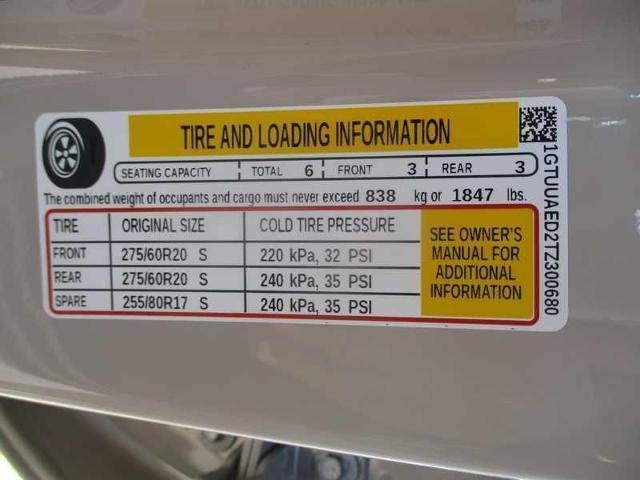 TIRE AND LOADING INFORMATION
SEATING CAPACITY TOTAL 6 FRONT 3 REAR 3
The combined weight of occupants and cargo must never exceed 838 kg or 1847 lbs.
TIRE ORIGINAL SIZE COLD TIRE PRESSURE
FRONT 275/60R20 S 220 kPa, 32 PSI
REAR 275/60R20 S 240 kPa, 35 PSI
SPARE 255/80R17 S 240 kPa, 35 PSI
SEE OWNER'S
MANUAL FOR
ADDITIONAL
INFORMATION
1GTUUAED2TZ300680